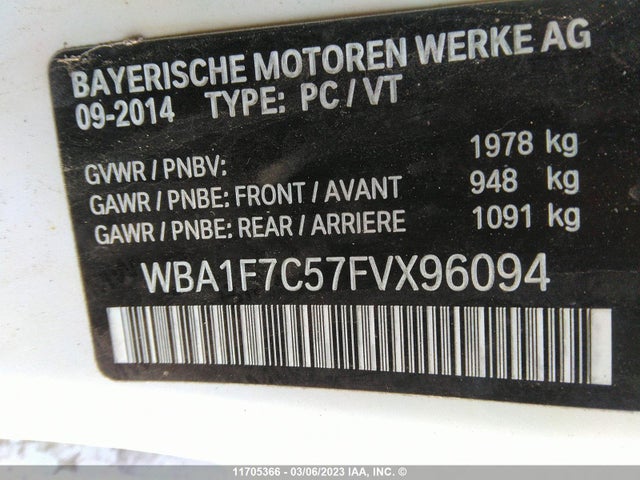 BAYERISCHE MOTOREN WERKE AG
09-2014 TYPE: PC / VT
GVWR / PNBV: 1978 kg
GAWR / PNBE: FRONT / AVANT 948 kg
GAWR / PNBE: REAR / ARRIERE 1091 kg
WBA1F7C57FVX96094
11705366 - 03/06/2023 IAA, INC. ©